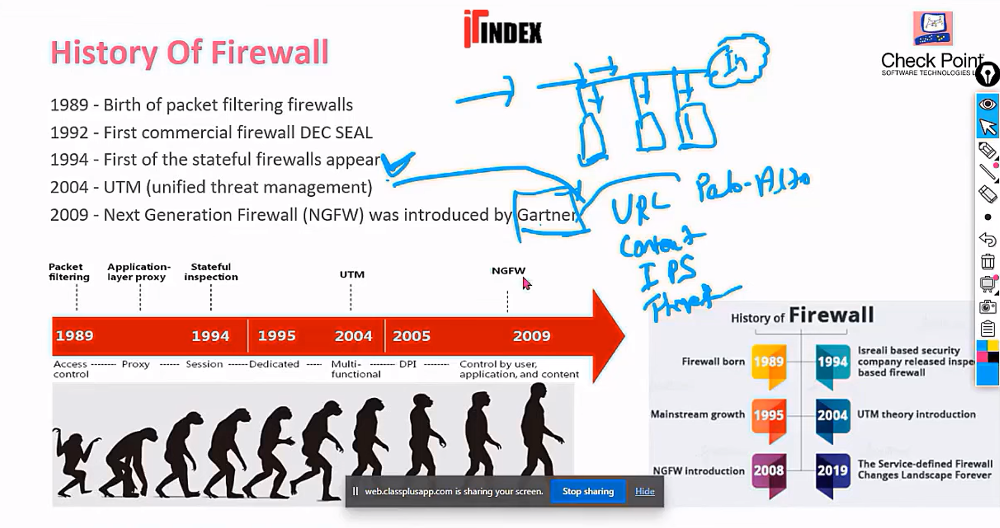 iT INDEX
Check Point
SOFTWARE TECHNOLOGIES L
History Of Firewall
1989 - Birth of packet filtering firewalls
1992 - First commercial firewall DEC SEAL
1994 - First of the stateful firewalls appear
2004 - UTM (unified threat management)
2009 - Next Generation Firewall (NGFW) was introduced by Gartner
In
Palo-Alto
URL
Content
IPS
Threat
Packet filtering
Application-layer proxy
Stateful inspection
UTM
NGFW
1989 1994 1995 2004 2005 2009
Access control Proxy Session Dedicated Multi-functional DPI Control by user, application, and content
History of Firewall
Firewall born 1989
1994 Isreali based security
company released inspe
based firewall
Mainstream growth 1995
2004 UTM theory introduction
NGFW introduction 2008
2019 The Service-defined Firewall
Changes Landscape Forever
web.classplusapp.com is sharing your screen. Stop sharing Hide